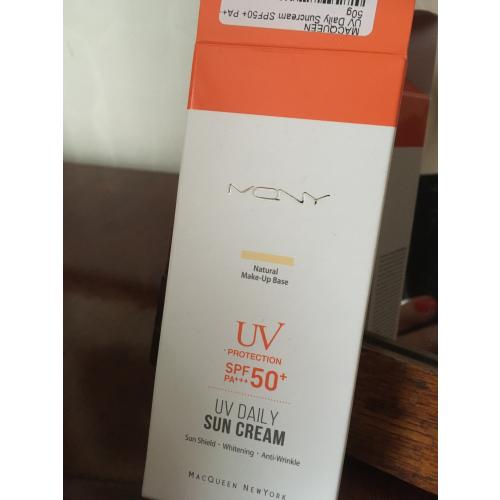 MACQUEEN
UV Daily Suncream SPF50+ PA+
50g
MQNY
Natural
Make-Up Base
UV
PROTECTION
SPF
PA+++ 50+
UV DAILY
SUN CREAM
Sun Shield · Whitening · Anti-Wrinkle
MACQUEEN NEWYORK